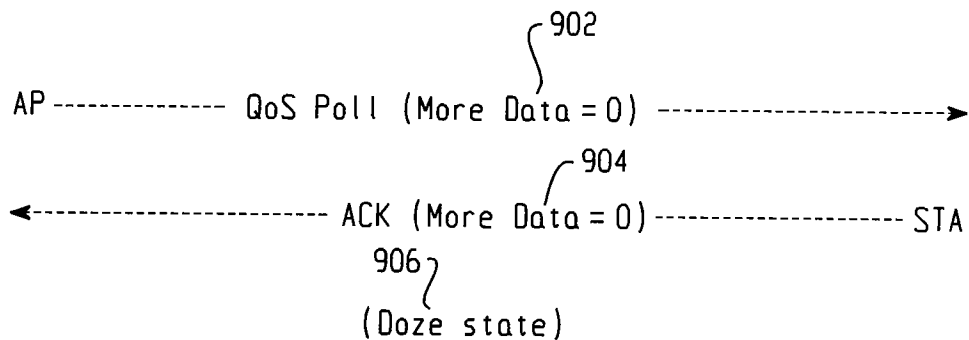 902
AP QoS Poll (More Data = 0)
904
ACK (More Data = 0) STA
906
(Doze state)